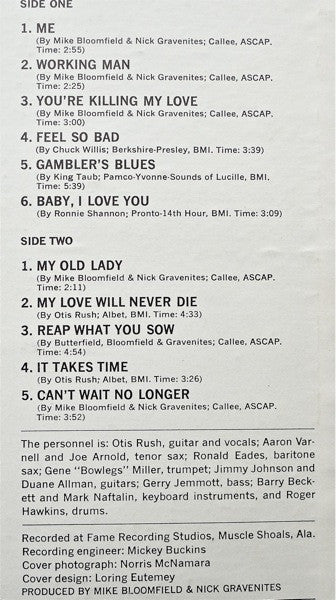 SIDE ONE
1. ME
(By Mike Bloomfield & Nick Gravenites; Callee, ASCAP.
Time: 2:55)
2. WORKING MAN
(By Mike Bloomfield & Nick Gravenites; Callee, ASCAP.
Time: 2:25)
3. YOU'RE KILLING MY LOVE
(By Mike Bloomfield & Nick Gravenites; Callee, ASCAP.
Time: 3:00)
4. FEEL SO BAD
(By Chuck Willis; Berkshire-Presley, BMI. Time: 3:39)
5. GAMBLER'S BLUES
(By King Taub; Pamco-Yvonne-Sounds of Lucille, BMI.
Time: 5:39)
6. BABY, I LOVE YOU
(By Ronnie Shannon; Pronto-14th Hour, BMI. Time: 3:09)
SIDE TWO
1. MY OLD LADY
(By Mike Bloomfield & Nick Gravenites; Callee, ASCAP.
Time: 2:11)
2. MY LOVE WILL NEVER DIE
(By Otis Rush; Albet, BMI. Time: 4:33)
3. REAP WHAT YOU SOW
(By Butterfield, Bloomfield & Gravenites; Callee, ASCAP.
Time: 4:54)
4. IT TAKES TIME
(By Otis Rush; Albet, BMI. Time: 3:26)
5. CAN'T WAIT NO LONGER
(By Mike Bloomfield & Nick Gravenites; Callee, ASCAP.
Time: 3:52)
The personnel is: Otis Rush, guitar and vocals; Aaron Var-
nell and Joe Arnold, tenor sax; Ronald Eades, baritone
sax; Gene "Bowlegs" Miller, trumpet; Jimmy Johnson and
Duane Allman, guitars; Gerry Jemmott, bass; Barry Beck-
ett and Mark Naftalin, keyboard instruments, and Roger
Hawkins, drums.
Recorded at Fame Recording Studios, Muscle Shoals, Ala.
Recording engineer: Mickey Buckins
Cover photograph: Norris McNamara
Cover design: Loring Eutemey
PRODUCED BY MIKE BLOOMFIELD & NICK GRAVENITES